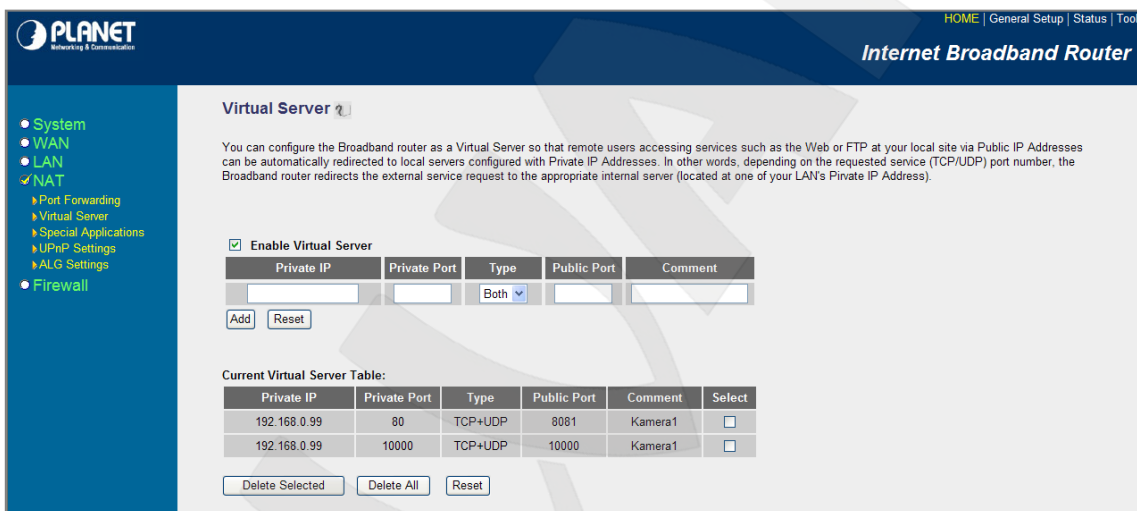 PLANET
Networking & Communication
HOME | General Setup | Status |
Internet Broadband Router
System
WAN
LAN
NAT
Port Forwarding
Virtual Server
Special Applications
UPnP Settings
ALG Settings
Firewall
Virtual Server
You can configure the Broadband router as a Virtual Server so that remote users accessing services such as the Web or FTP at your local site via Public IP Addresses
can be automatically redirected to local servers configured with Private IP Addresses. In other words, depending on the requested service (TCP/UDP) port number, the
Broadband router redirects the external service request to the appropriate internal server (located at one of your LAN's Private IP Address).
Enable Virtual Server
Private IP Private Port Type Public Port Comment
Both
Add Reset
Current Virtual Server Table:
Private IP Private Port Type Public Port Comment Select
192.168.0.99 80 TCP+UDP 8081 Kamera1
192.168.0.99 10000 TCP+UDP 10000 Kamera1
Delete Selected Delete All Reset